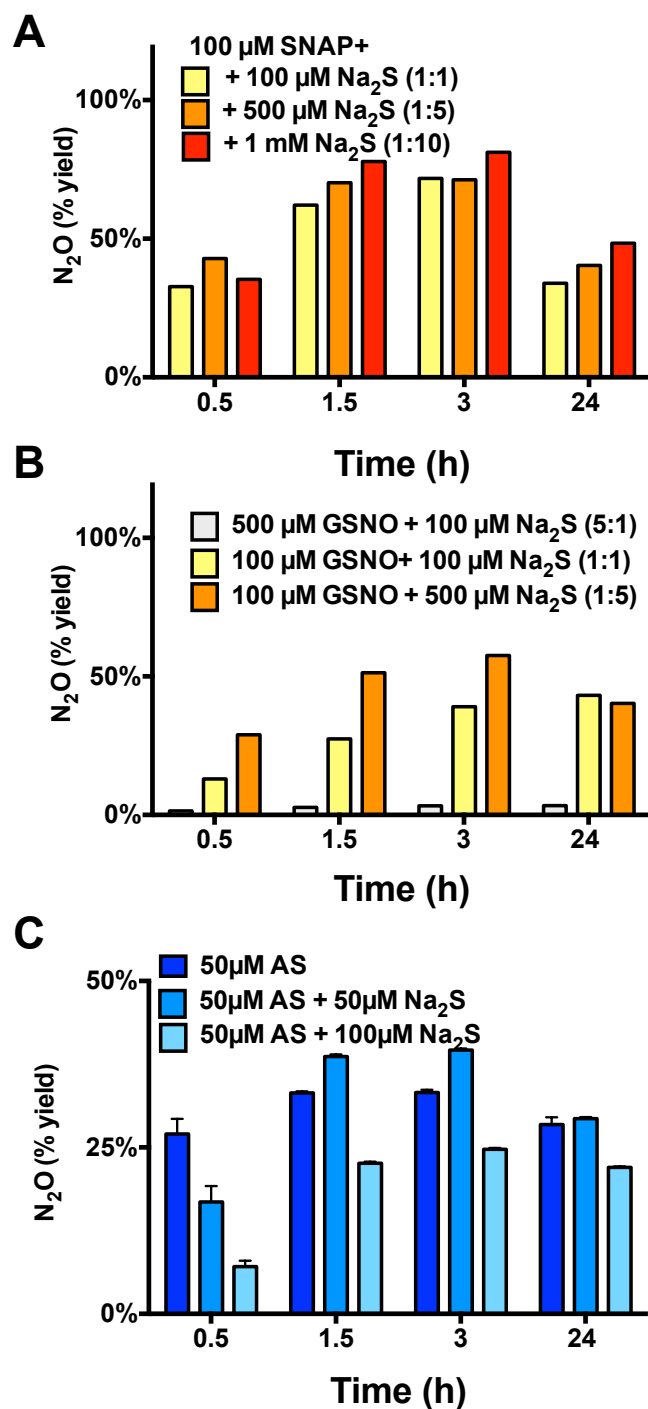 A
100 µM SNAP+
+ 100 µM Na₂S (1:1)
+ 500 µM Na₂S (1:5)
+ 1 mM Na₂S (1:10)
N₂O (% yield)
100%
50%
0%
0.5 1.5 3 24
Time (h)
B
500 µM GSNO + 100 µM Na₂S (5:1)
100 µM GSNO+ 100 µM Na₂S (1:1)
100 µM GSNO + 500 µM Na₂S (1:5)
N₂O (% yield)
100%
50%
0%
0.5 1.5 3 24
Time (h)
C
50µM AS
50µM AS + 50µM Na₂S
50µM AS + 100µM Na₂S
N₂O (% yield)
50%
25%
0%
0.5 1.5 3 24
Time (h)